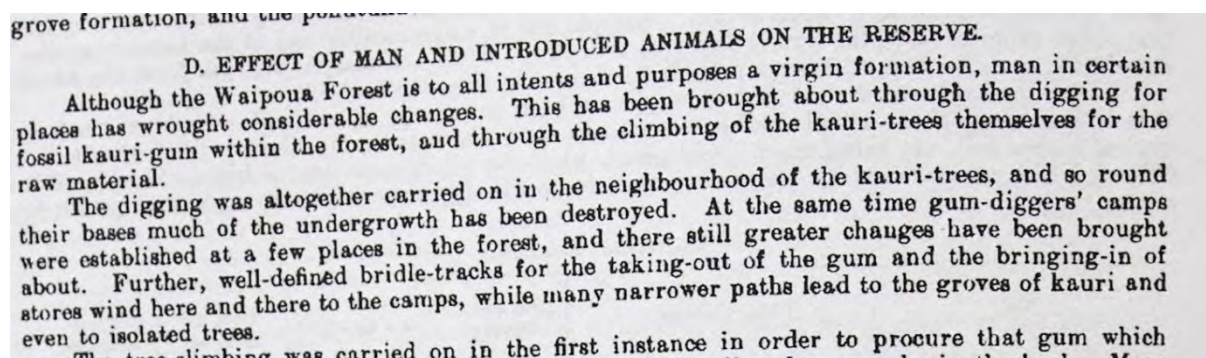 grove formation, and the
D. EFFECT OF MAN AND INTRODUCED ANIMALS ON THE RESERVE.
Although the Waipoua Forest is to all intents and purposes a virgin formation, man in certain
places has wrought considerable changes. This has been brought about through the digging for
fossil kauri-gum within the forest, and through the climbing of the kauri-trees themselves for the
raw material.
The digging was altogether carried on in the neighbourhood of the kauri-trees, and so round
their bases much of the undergrowth has been destroyed. At the same time gum-diggers' camps
were established at a few places in the forest, and there still greater changes have been brought
about. Further, well-defined bridle-tracks for the taking-out of the gum and the bringing-in of
stores wind here and there to the camps, while many narrower paths lead to the groves of kauri and
even to isolated trees.
The tree-climbing was carried on in the first instance in order to procure that gum which